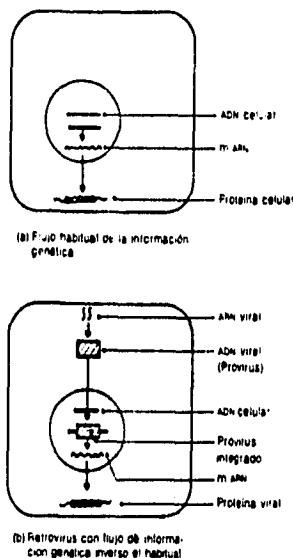 ADN celular
m ARN
Proteína celular
(a) Flujo habitual de la información
genética
ARN viral
ADN viral
(Provirus)
ADN celular
Provirus
integrado
m ARN
Proteína viral
(b) Retrovirus con flujo de informa-
ción genética inverso el habitual